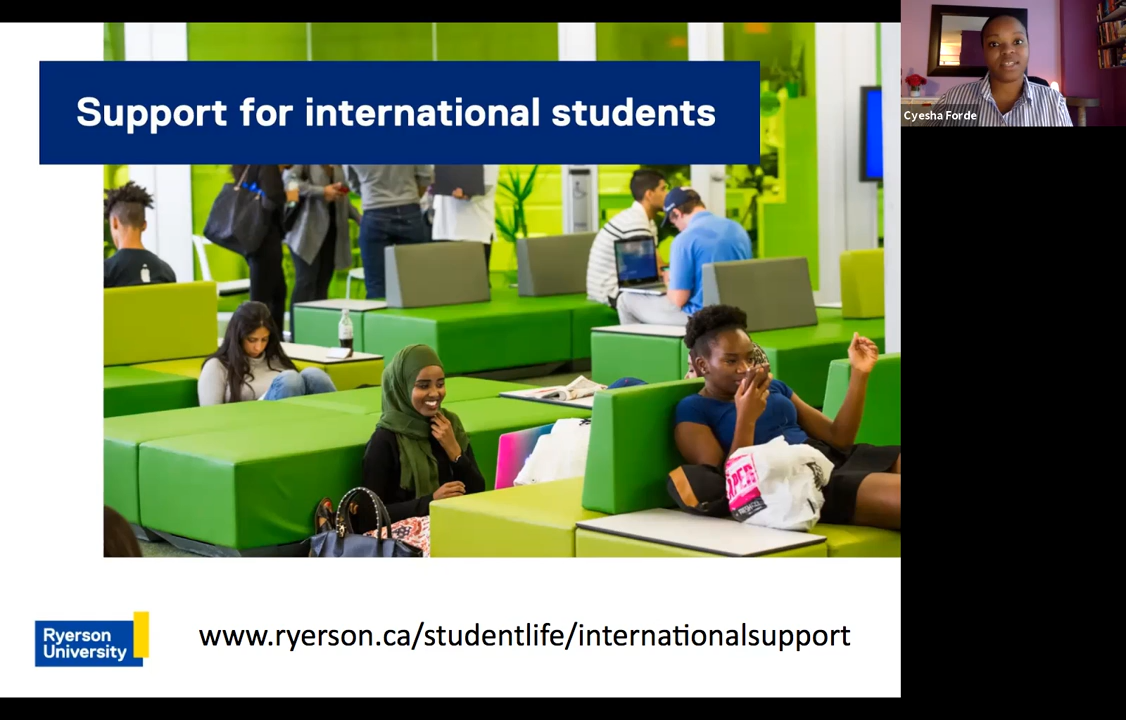 Support for international students
Cyesha Forde
Ryerson
University
www.ryerson.ca/studentlife/internationalsupport